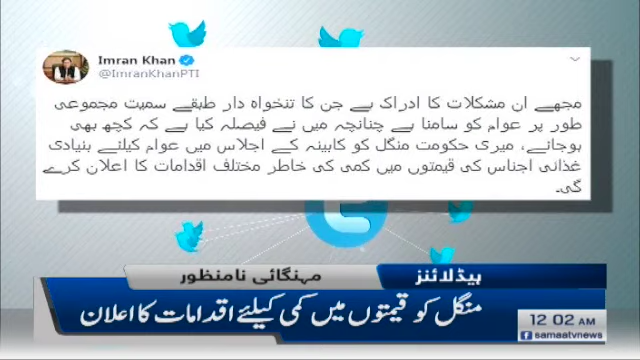 Imran Khan
@ImranKhanPTI
مجھے ان مشکلات کا ادراک ہے جن کا تنخواہ دار طبقے سمیت مجموعی
طور پر عوام کو سامنا ہے چنانچہ میں نے فیصلہ کیا ہے کہ کچھ بھی
ہوجائے، میری حکومت منگل کو کابینہ کے اجلاس میں عوام کیلئے بنیادی
غذائی اجناس کی قیمتوں میں کمی کی خاطر مختلف اقدامات کا اعلان کرے
گی۔
ہیڈلائنز
مہنگائی نامنظور
منگل کو قیمتوں میں کمی کیلئے اقدامات کا اعلان
12 02 AM
f samaatvnews